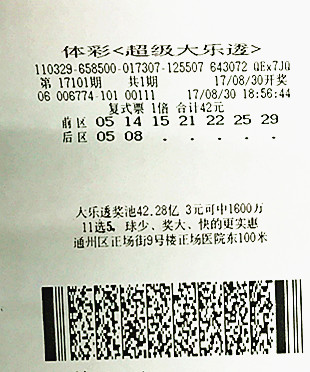 体彩<超级大乐透>
110329-658500-017307-125507 643072 QEx7JQ
第 17101期 共1期 17/08/30开奖
06 006774-101 00111 17/08/30 18:56:44
复式票 1倍 合计42元
前区 05 14 15 21 22 25 29
后区 05 08
大乐透奖池42.28亿 3元可中1600万
11选5, 球少、奖大、快的更实惠
通州区正场街9号楼正场医院东100米